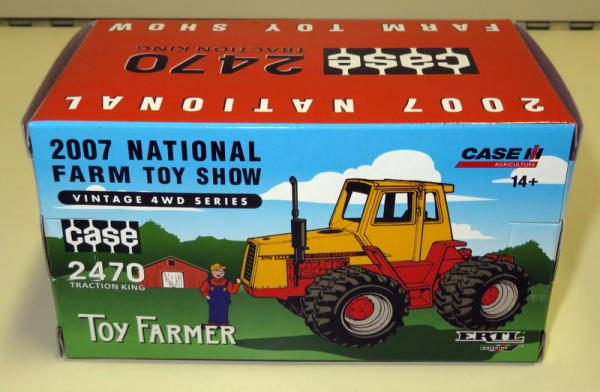 FARM TOY SHOW
case
2470
TRACTION KING
2007 NATIONAL
2007 NATIONAL
FARM TOY SHOW
VINTAGE 4WD SERIES
CASE IH
AGRICULTURE
14+
case
2470
TRACTION KING
TOY FARMER
ERTL